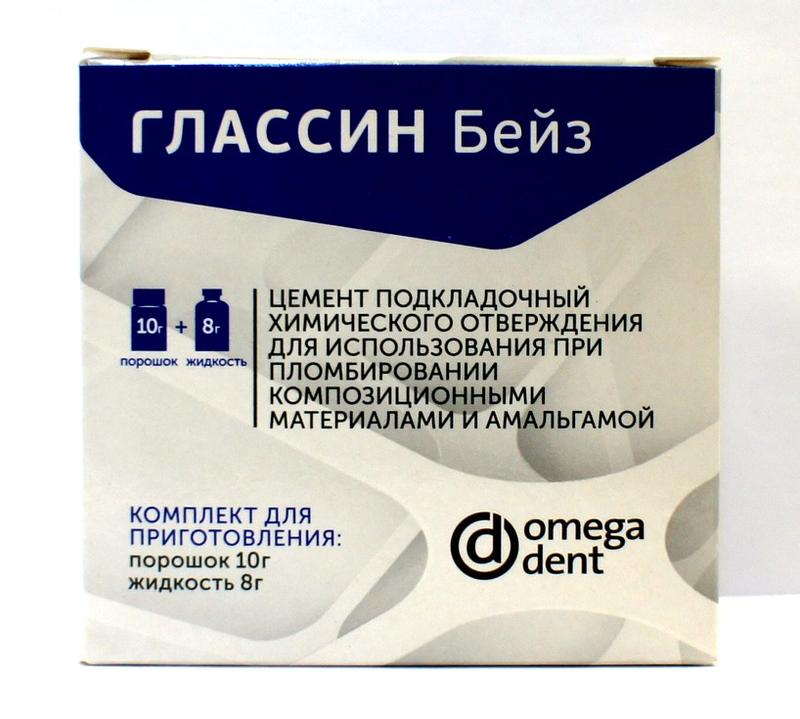 ГЛАССИН Бейз
10г + 8г
порошок жидкость
ЦЕМЕНТ ПОДКЛАДОЧНЫЙ
ХИМИЧЕСКОГО ОТВЕРЖДЕНИЯ
ДЛЯ ИСПОЛЬЗОВАНИЯ ПРИ
ПЛОМБИРОВАНИИ
КОМПОЗИЦИОННЫМИ
МАТЕРИАЛАМИ И АМАЛЬГАМОЙ
КОМПЛЕКТ ДЛЯ
ПРИГОТОВЛЕНИЯ:
порошок 10г
жидкость 8г
omega
dent